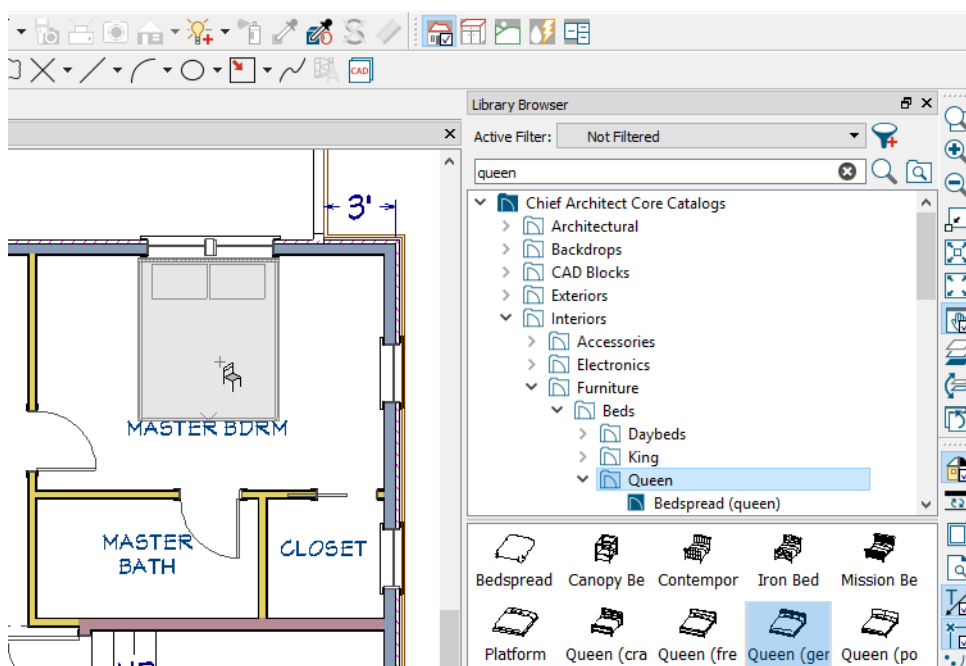 CAD
Library Browser
Active Filter: Not Filtered
queen
Chief Architect Core Catalogs
Architectural
Backdrops
CAD Blocks
Exteriors
Interiors
Accessories
Electronics
Furniture
Beds
Daybeds
King
Queen
Bedspread (queen)
Bedspread Canopy Be Contempor Iron Bed Mission Be
Platform Queen (cra Queen (fre Queen (ger Queen (po
3'
MASTER BDRM
MASTER
BATH
CLOSET